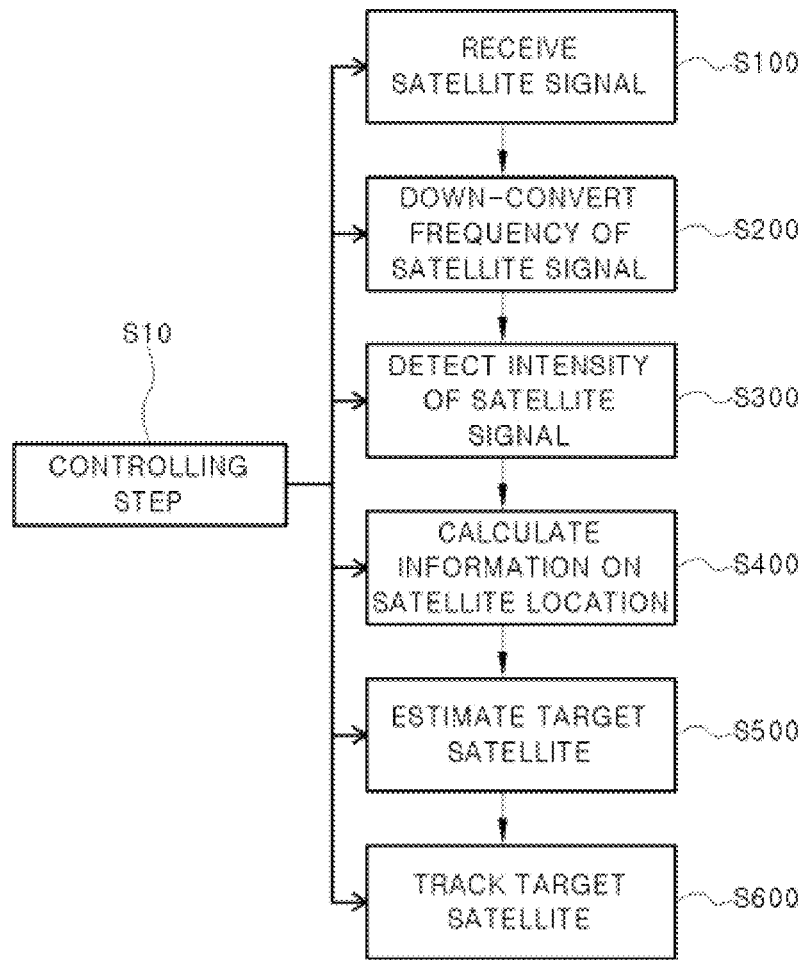 RECEIVE
SATELLITE SIGNAL
S100
DOWN-CONVERT
FREQUENCY OF
SATELLITE SIGNAL
S200
S10
DETECT INTENSITY
OF SATELLITE
SIGNAL
S300
CONTROLLING
STEP
CALCULATE
INFORMATION ON
SATELLITE LOCATION
S400
ESTIMATE TARGET
SATELLITE
S500
TRACK TARGET
SATELLITE
S600